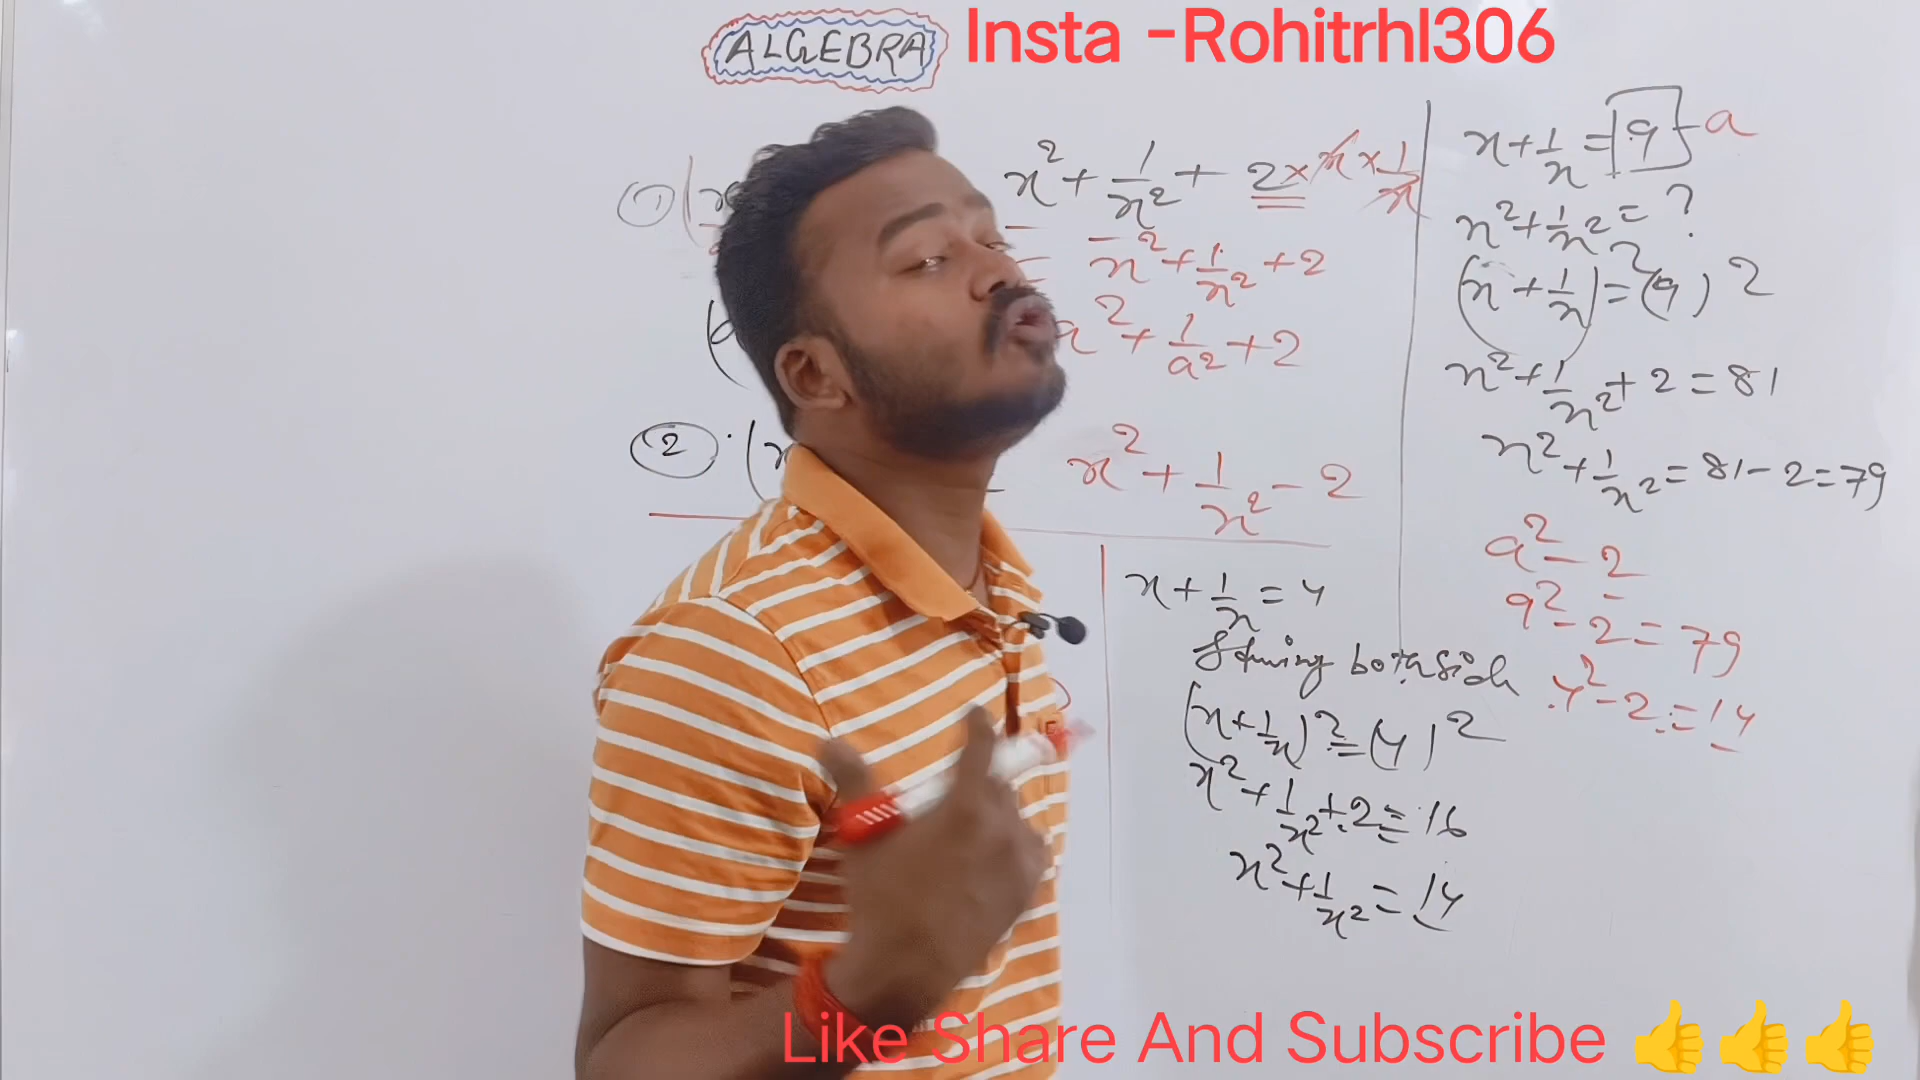 ALGEBRA
Insta -Rohitrhl306
①
x² + 1/x² + 2 × x × 1/x
= x² + 1/x² + 2
a² + 1/a² + 2
②
x² + 1/x² - 2
x + 1/x = 4
both side
(x + 1/x)² = (4)²
x² + 1/x² + 2 = 16
x² + 1/x² = 14
x + 1/x = 9 - a
x² + 1/x² = ?
(x + 1/x)² = (9)²
x² + 1/x² + 2 = 81
x² + 1/x² = 81 - 2 = 79
a² - 2
9² - 2 = 79
4² - 2 = 14
Like Share And Subscribe 👍👍👍